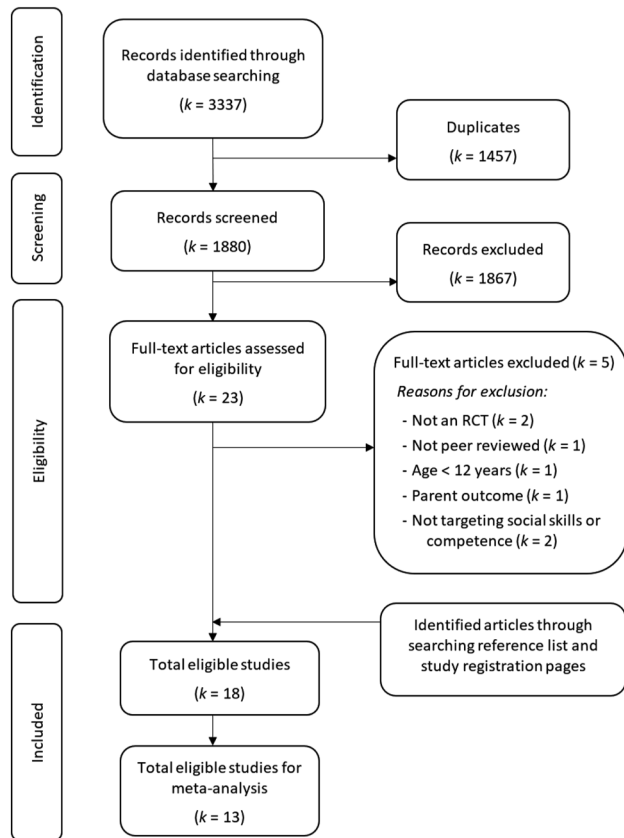 Identification
Records identified through
database searching
(k = 3337)
Duplicates
(k = 1457)
Screening
Records screened
(k = 1880)
Records excluded
(k = 1867)
Eligibility
Full-text articles assessed
for eligibility
(k = 23)
Full-text articles excluded (k = 5)
Reasons for exclusion:
- Not an RCT (k = 2)
- Not peer reviewed (k = 1)
- Age < 12 years (k = 1)
- Parent outcome (k = 1)
- Not targeting social skills or
competence (k = 2)
Identified articles through
searching reference list and
study registration pages
Included
Total eligible studies
(k = 18)
Total eligible studies for
meta-analysis
(k = 13)